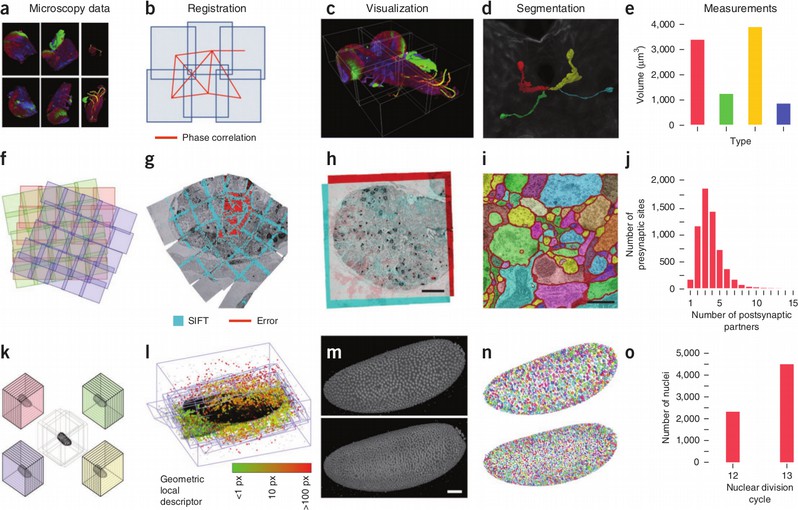 a
Microscopy data
b
Registration
Phase correlation
c
Visualization
d
Segmentation
e
Measurements
Volume (μm³)
4,000
3,000
2,000
1,000
0
Type
f
g
SIFT
Error
h
i
j
Number of
presynaptic sites
2,000
1,500
1,000
500
0
1 5 10 15
Number of postsynaptic
partners
k
l
Geometric
local
descriptor
<1 px
10 px
>100 px
m
n
o
Number of nuclei
5,000
4,000
3,000
2,000
1,000
0
12 13
Nuclear division
cycle